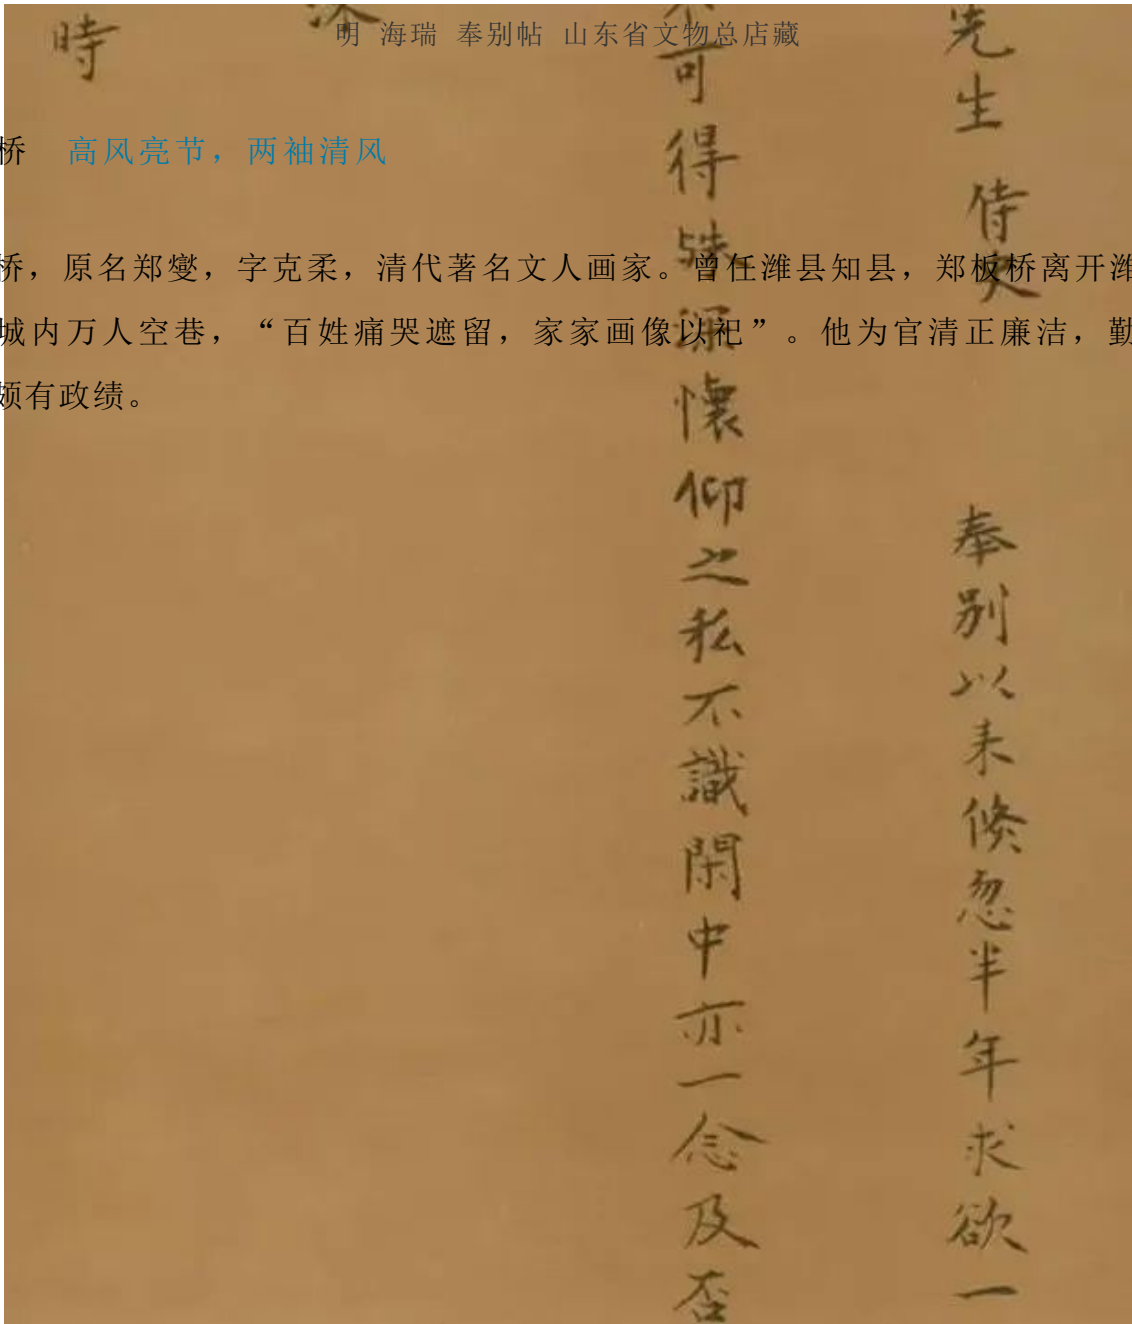 明 海瑞 奉别帖 山东省文物总店藏
桥 高风亮节，两袖清风
桥，原名郑燮，字克柔，清代著名文人画家。曾任潍县知县，郑板桥离开潍
城内万人空巷，“百姓痛哭遮留，家家画像以祀”。他为官清正廉洁，勤
颇有政绩。
先生 侍史
奉别以来倐忽半年求欲一
可得殊深懷仰之私不識閑中亦一念及否
時